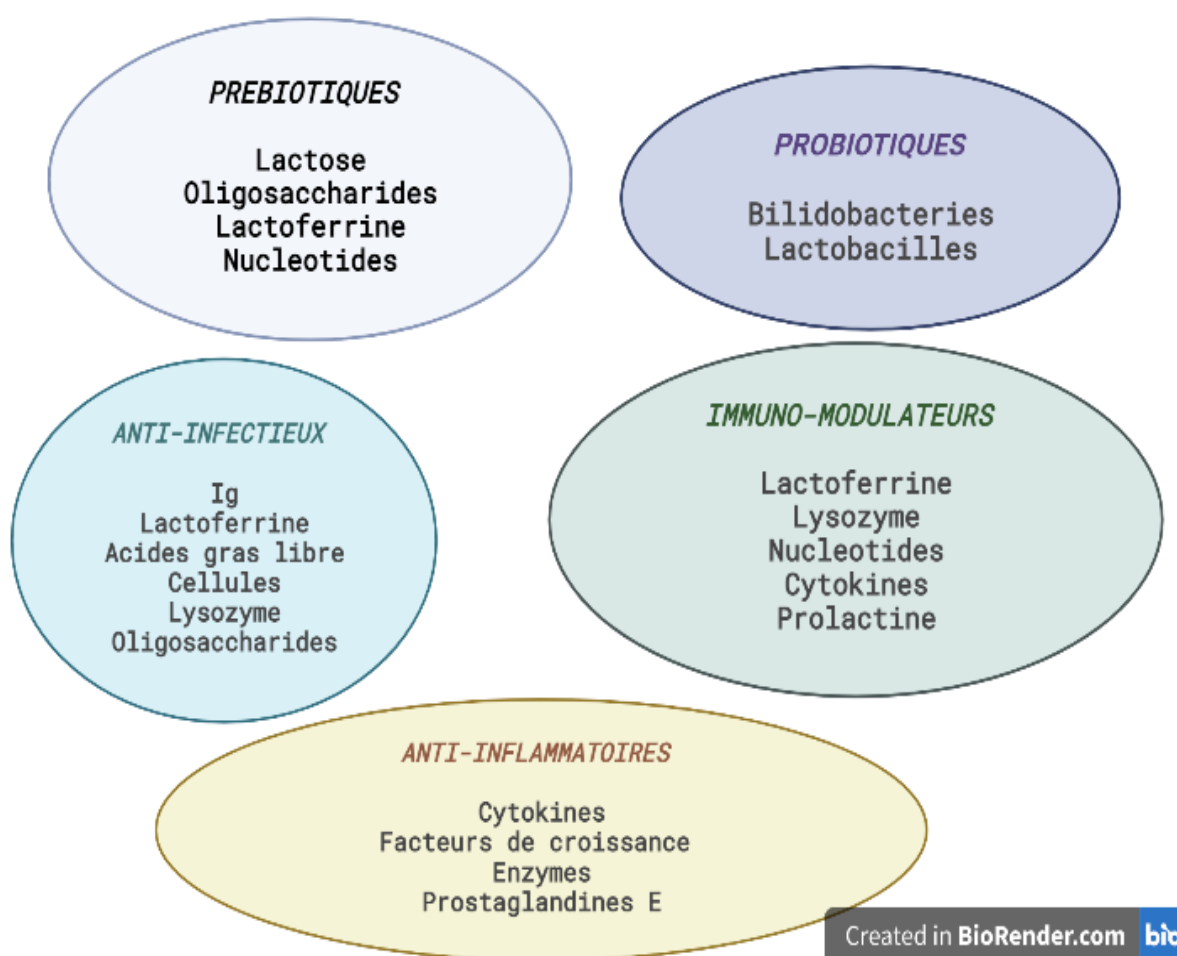 PREBIOTIQUES
Lactose
Oligosaccharides
Lactoferrine
Nucleotides
PROBIOTIQUES
Bilidobacteries
Lactobacilles
ANTI-INFECTIEUX
Ig
Lactoferrine
Acides gras libre
Cellules
Lysozyme
Oligosaccharides
IMMUNO-MODULATEURS
Lactoferrine
Lysozyme
Nucleotides
Cytokines
Prolactine
ANTI-INFLAMMATOIRES
Cytokines
Facteurs de croissance
Enzymes
Prostaglandines E
Created in BioRender.com